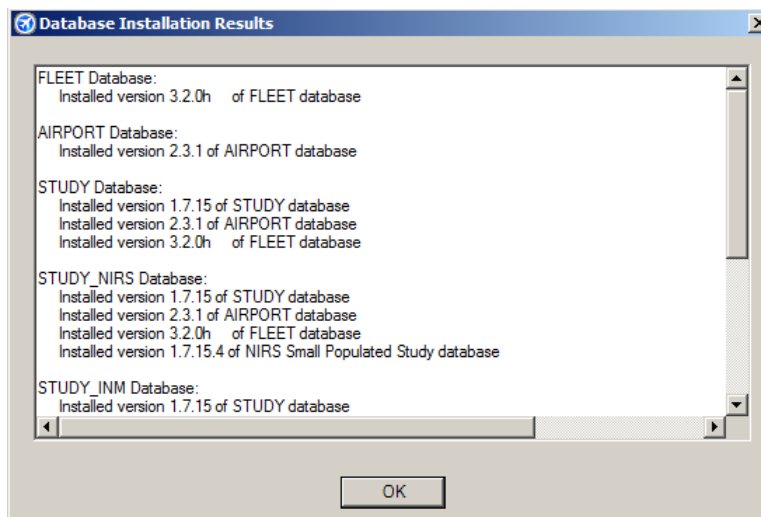 Database Installation Results
FLEET Database:
Installed version 3.2.0h of FLEET database
AIRPORT Database:
Installed version 2.3.1 of AIRPORT database
STUDY Database:
Installed version 1.7.15 of STUDY database
Installed version 2.3.1 of AIRPORT database
Installed version 3.2.0h of FLEET database
STUDY_NIRS Database:
Installed version 1.7.15 of STUDY database
Installed version 2.3.1 of AIRPORT database
Installed version 3.2.0h of FLEET database
Installed version 1.7.15.4 of NIRS Small Populated Study database
STUDY_INM Database:
Installed version 1.7.15 of STUDY database
OK